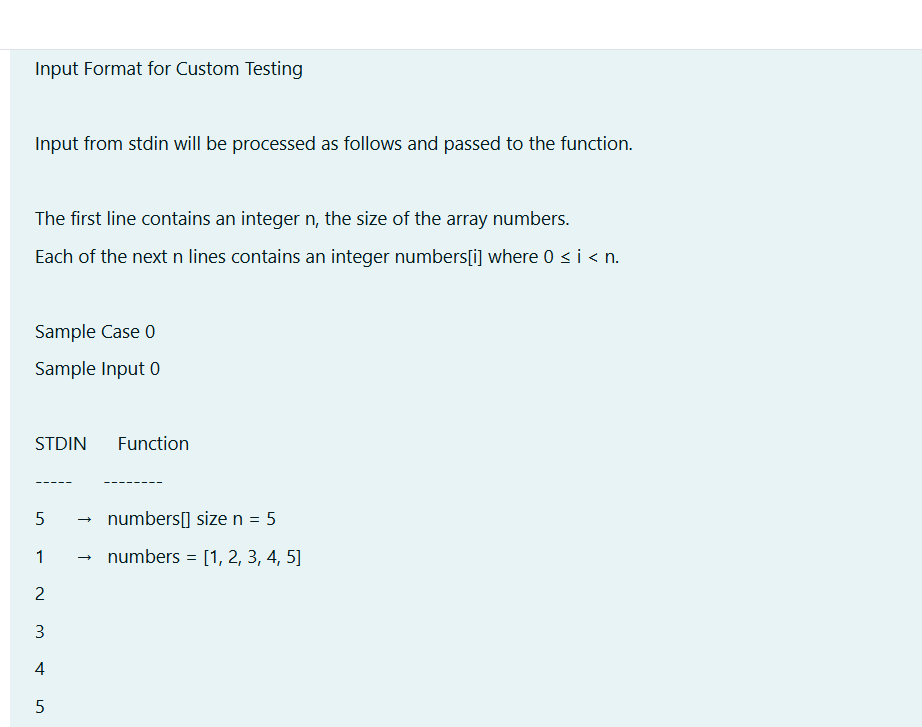 Input Format for Custom Testing
Input from stdin will be processed as follows and passed to the function.
The first line contains an integer n, the size of the array numbers.
Each of the next n lines contains an integer numbers[i] where 0 ≤ i < n.
Sample Case 0
Sample Input 0
STDIN Function
----- --------
5 → numbers[] size n = 5
1 → numbers = [1, 2, 3, 4, 5]
2
3
4
5